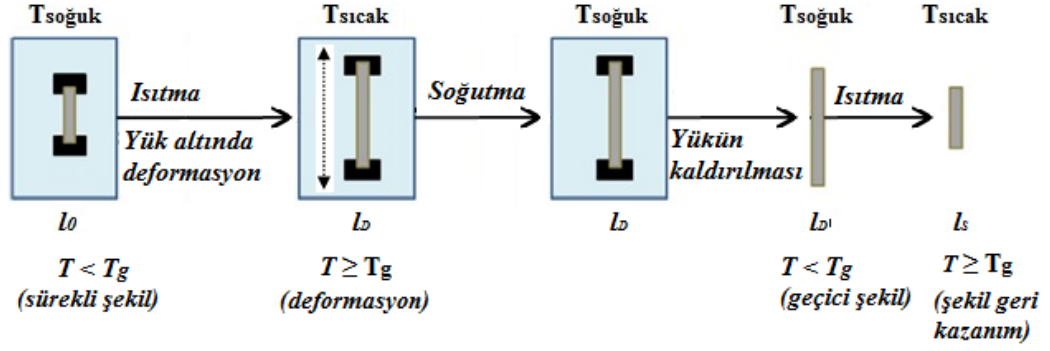 Tsoğuk Tsıcak Tsoğuk Tsoğuk Tsıcak
Isıtma
Yük altında
deformasyon
Soğutma
Yükün
kaldırılması
Isıtma
l0 lD lD lD' ls
T < Tg
(sürekli şekil)
T ≥ Tg
(deformasyon)
T < Tg
(geçici şekil)
T ≥ Tg
(şekil geri
kazanım)